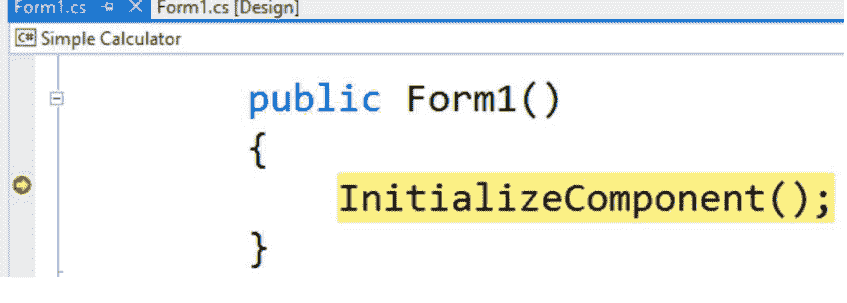 Form1.cs Form1.cs [Design]
C# Simple Calculator
public Form1()
{
InitializeComponent();
}